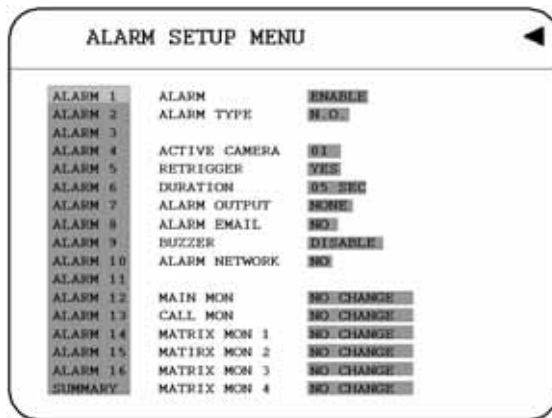 ALARM SETUP MENU
ALARM 1 ALARM ENABLE
ALARM 2 ALARM TYPE N.O.
ALARM 3
ALARM 4 ACTIVE CAMERA 01
ALARM 5 RETRIGGER YES
ALARM 6 DURATION 05 SEC
ALARM 7 ALARM OUTPUT NONE
ALARM 8 ALARM EMAIL NO
ALARM 9 BUZZER DISABLE
ALARM 10 ALARM NETWORK NO
ALARM 11
ALARM 12 MAIN MON NO CHANGE
ALARM 13 CALL MON NO CHANGE
ALARM 14 MATRIX MON 1 NO CHANGE
ALARM 15 MATIRX MON 2 NO CHANGE
ALARM 16 MATRIX MON 3 NO CHANGE
SUMMARY MATRIX MON 4 NO CHANGE